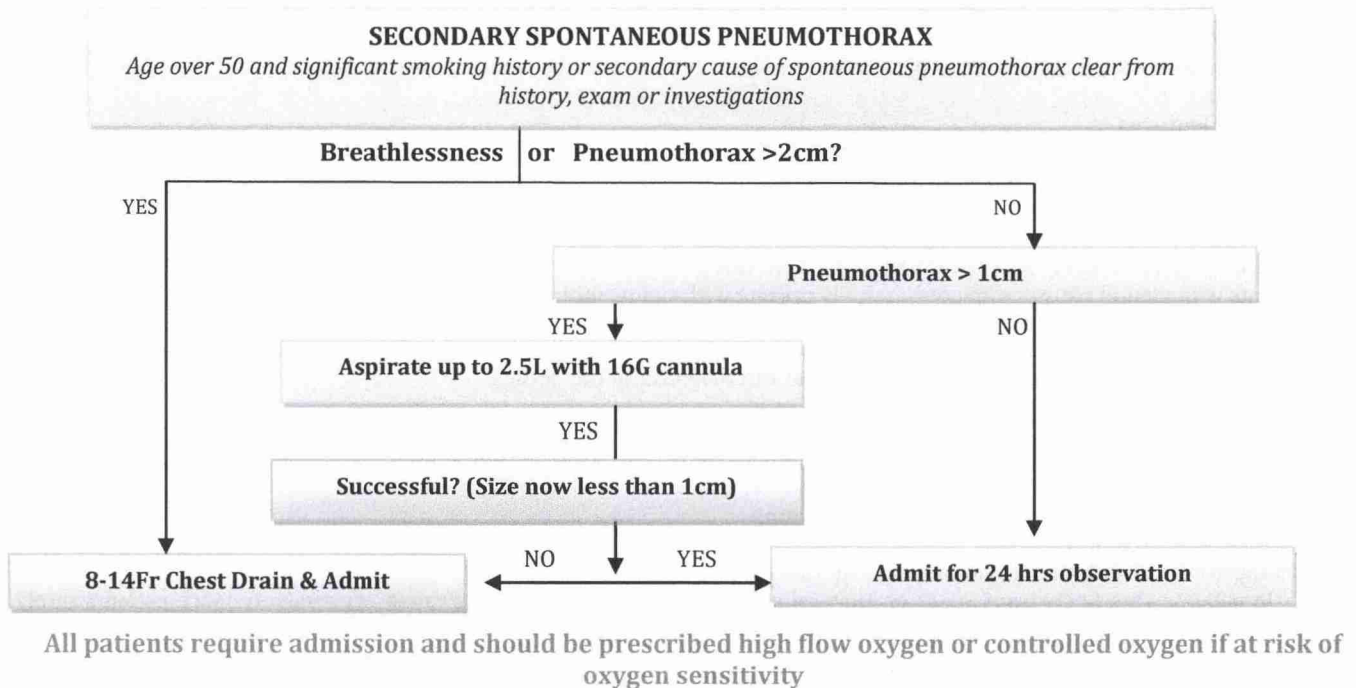 SECONDARY SPONTANEOUS PNEUMOTHORAX
Age over 50 and significant smoking history or secondary cause of spontaneous pneumothorax clear from
history, exam or investigations
Breathlessness or Pneumothorax >2cm?
YES
NO
Pneumothorax > 1cm
YES
NO
Aspirate up to 2.5L with 16G cannula
YES
Successful? (Size now less than 1cm)
NO
YES
8-14Fr Chest Drain & Admit
Admit for 24 hrs observation
All patients require admission and should be prescribed high flow oxygen or controlled oxygen if at risk of
oxygen sensitivity